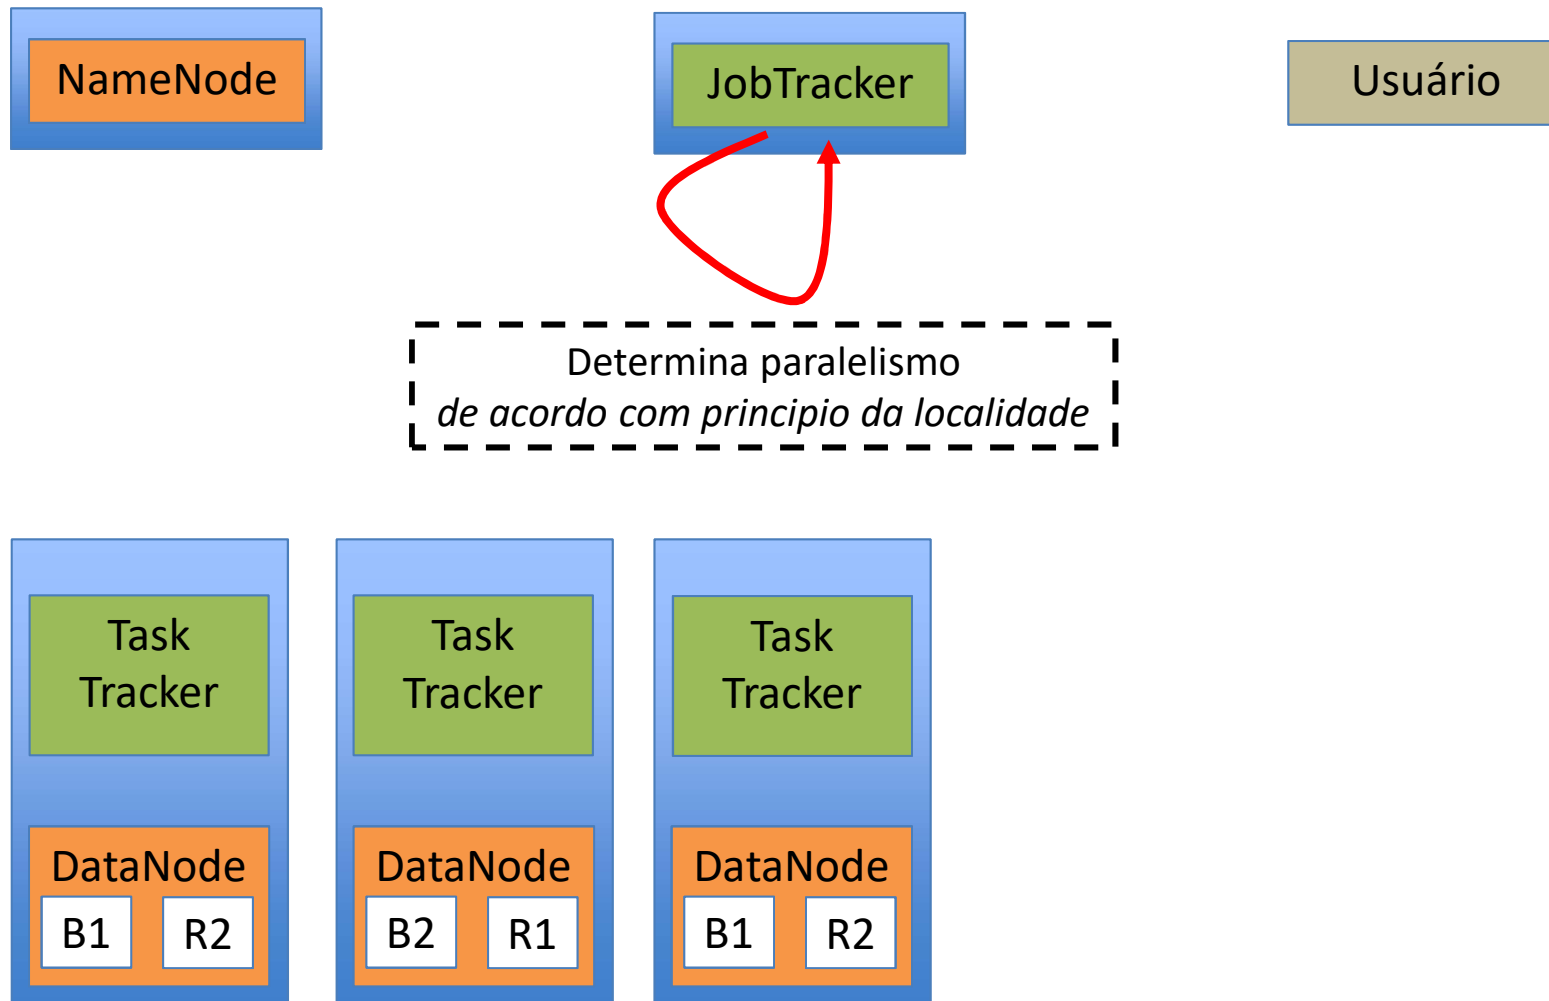 NameNode
JobTracker
Usuário
Determina paralelismo
de acordo com principio da localidade
Task
Tracker
Task
Tracker
Task
Tracker
DataNode
B1 R2
DataNode
B2 R1
DataNode
B1 R2